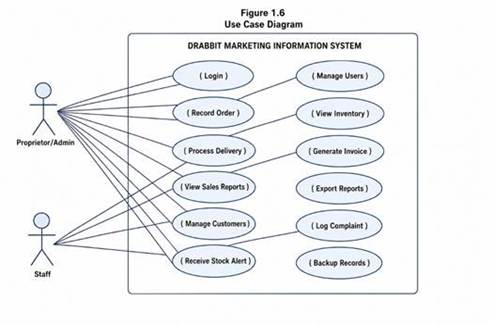 Figure 1.6
Use Case Diagram
DRABBIT MARKETING INFORMATION SYSTEM
( Login )
( Manage Users )
( Record Order )
( View Inventory )
Proprietor/Admin
( Process Delivery )
( Generate Invoice )
( View Sales Reports )
( Export Reports )
( Manage Customers )
( Log Complaint )
( Receive Stock Alert )
( Backup Records )
Staff